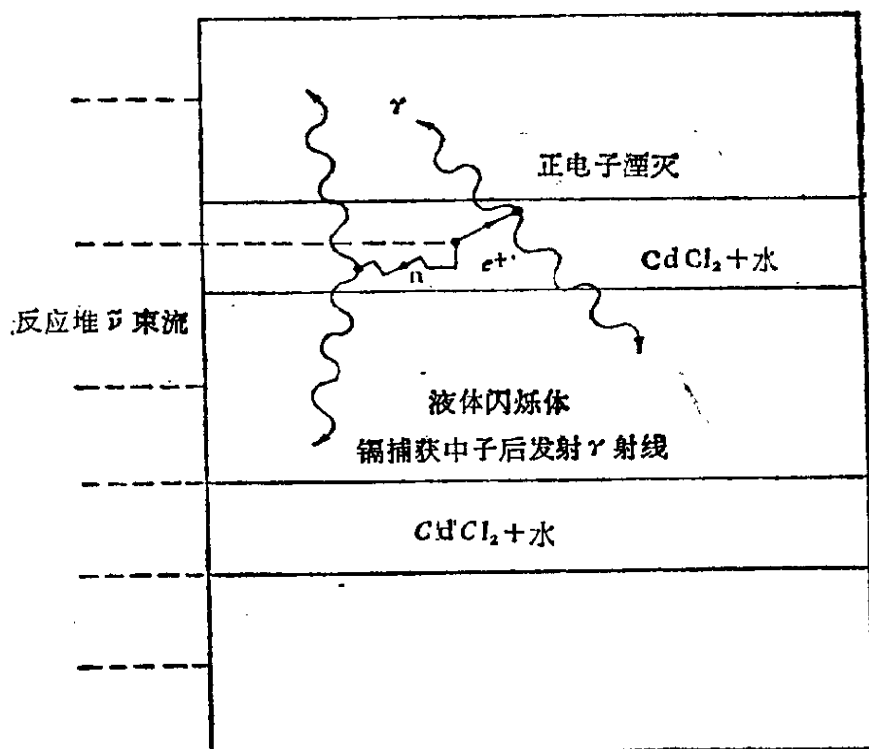 γ
正电子湮灭
n
e+
CdCl₂+水
反应堆 ν̄ 束流
液体闪烁体
镉捕获中子后发射 γ 射线
CdCl₂+水